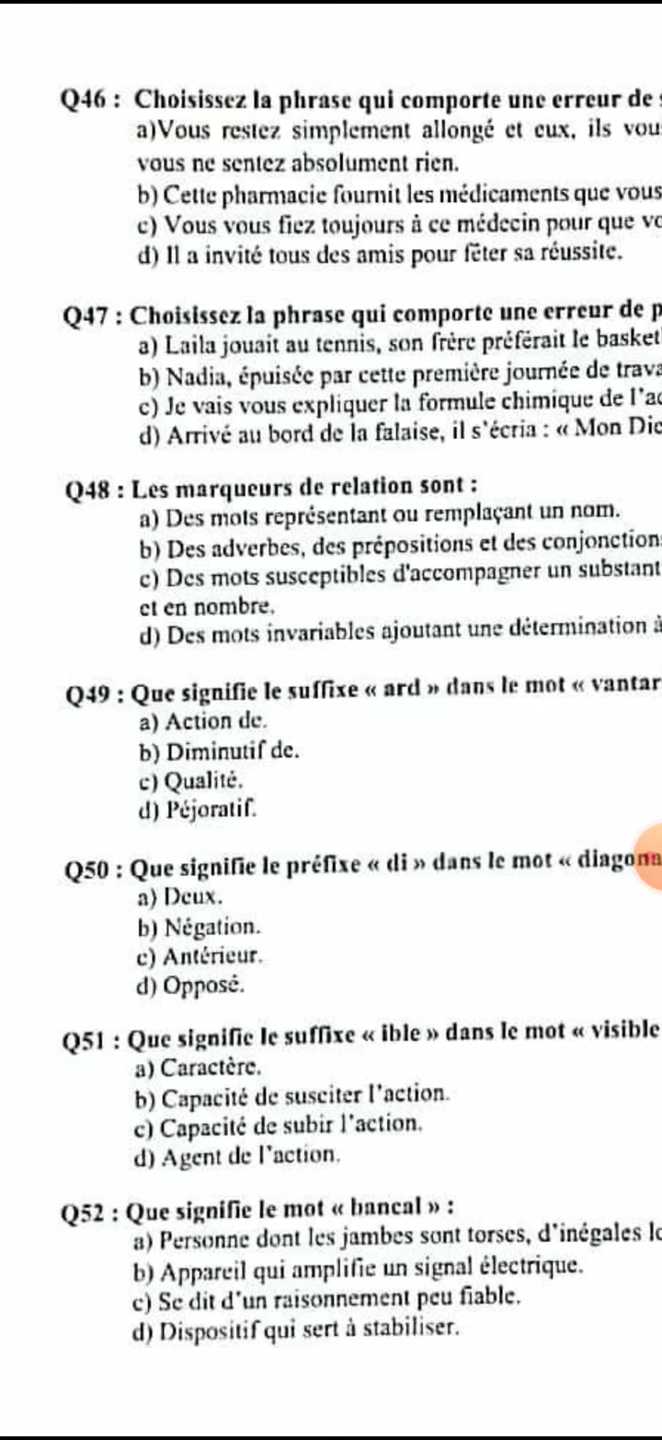 Q46 : Choisissez la phrase qui comporte une erreur de
a)Vous restez simplement allongé et eux, ils vou
vous ne sentez absolument rien.
b) Cette pharmacie fournit les médicaments que vous
c) Vous vous fiez toujours à ce médecin pour que vo
d) Il a invité tous des amis pour fêter sa réussite.
Q47 : Choisissez la phrase qui comporte une erreur de p
a) Laila jouait au tennis, son frère préférait le basket
b) Nadia, épuisée par cette première journée de trava
c) Je vais vous expliquer la formule chimique de l'ac
d) Arrivé au bord de la falaise, il s'écria : « Mon Die
Q48 : Les marqueurs de relation sont :
a) Des mots représentant ou remplaçant un nom.
b) Des adverbes, des prépositions et des conjonction
c) Des mots susceptibles d'accompagner un substant
et en nombre.
d) Des mots invariables ajoutant une détermination à
Q49 : Que signifie le suffixe « ard » dans le mot « vantar
a) Action de.
b) Diminutif de.
c) Qualité.
d) Péjoratif.
Q50 : Que signifie le préfixe « di » dans le mot « diagona
a) Deux.
b) Négation.
c) Antérieur.
d) Opposé.
Q51 : Que signifie le suffixe « ible » dans le mot « visible
a) Caractère.
b) Capacité de susciter l'action.
c) Capacité de subir l'action.
d) Agent de l'action.
Q52 : Que signifie le mot « bancal » :
a) Personne dont les jambes sont torses, d'inégales lo
b) Appareil qui amplifie un signal électrique.
c) Se dit d'un raisonnement peu fiable.
d) Dispositif qui sert à stabiliser.